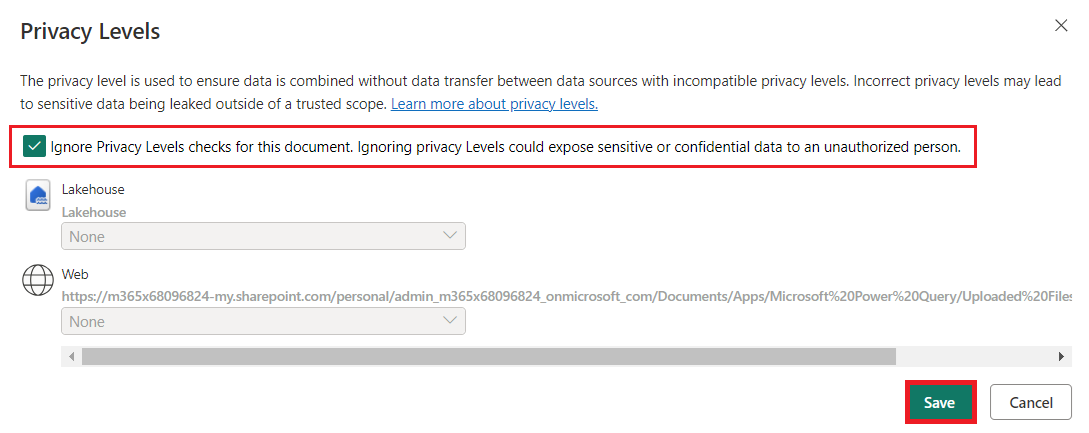 Privacy Levels
The privacy level is used to ensure data is combined without data transfer between data sources with incompatible privacy levels. Incorrect privacy levels may lead
to sensitive data being leaked outside of a trusted scope. Learn more about privacy levels.
Ignore Privacy Levels checks for this document. Ignoring privacy Levels could expose sensitive or confidential data to an unauthorized person.
Lakehouse
Lakehouse
None
Web
https://m365x68096824-my.sharepoint.com/personal/admin_m365x68096824_onmicrosoft_com/Documents/Apps/Microsoft%20Power%20Query/Uploaded%20Files
None
Save Cancel